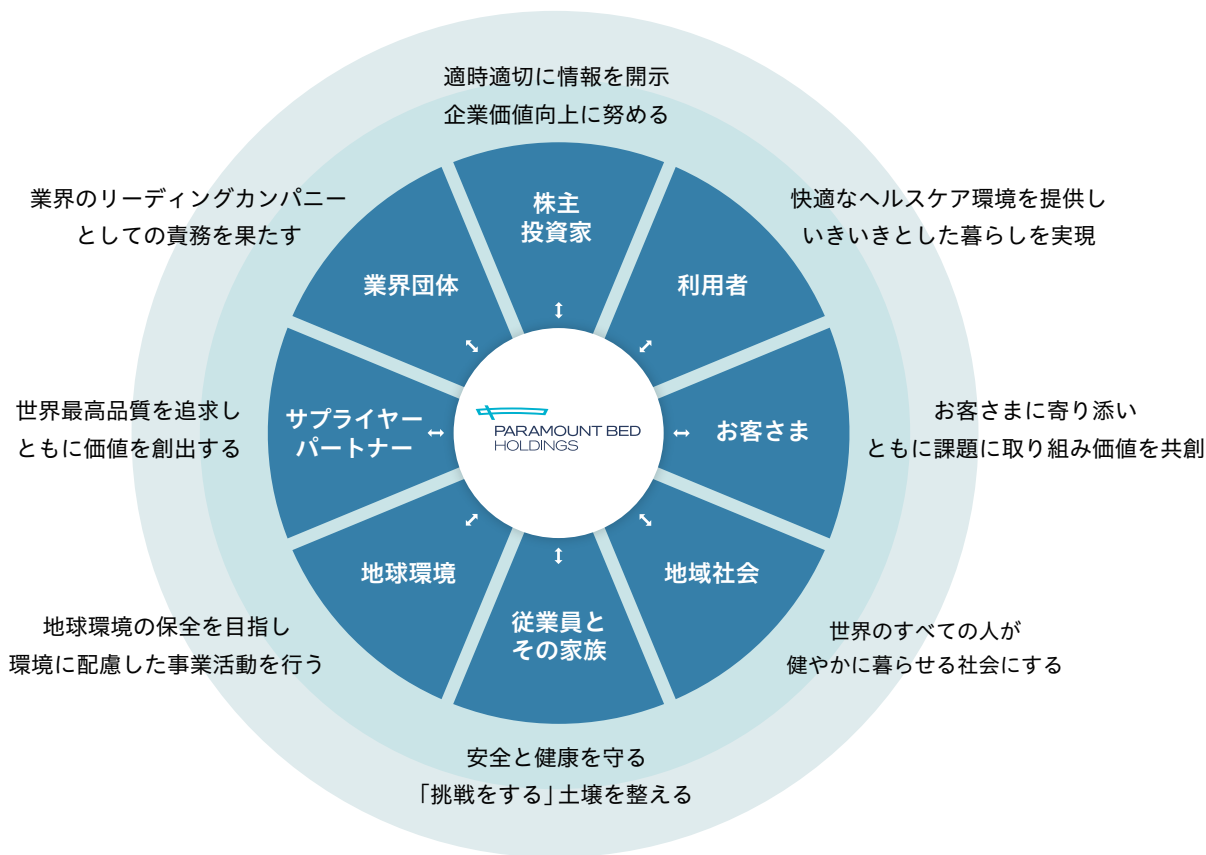 適時適切に情報を開示
企業価値向上に努める
株主
投資家
快適なヘルスケア環境を提供し
いきいきとした暮らしを実現
利用者
お客さまに寄り添い
ともに課題に取り組み価値を共創
お客さま
世界のすべての人が
健やかに暮らせる社会にする
地域社会
安全と健康を守る
「挑戦をする」土壌を整える
従業員と
その家族
地球環境の保全を目指し
環境に配慮した事業活動を行う
地球環境
世界最高品質を追求し
ともに価値を創出する
サプライヤー
パートナー
業界のリーディングカンパニー
としての責務を果たす
業界団体
PARAMOUNT BED
HOLDINGS